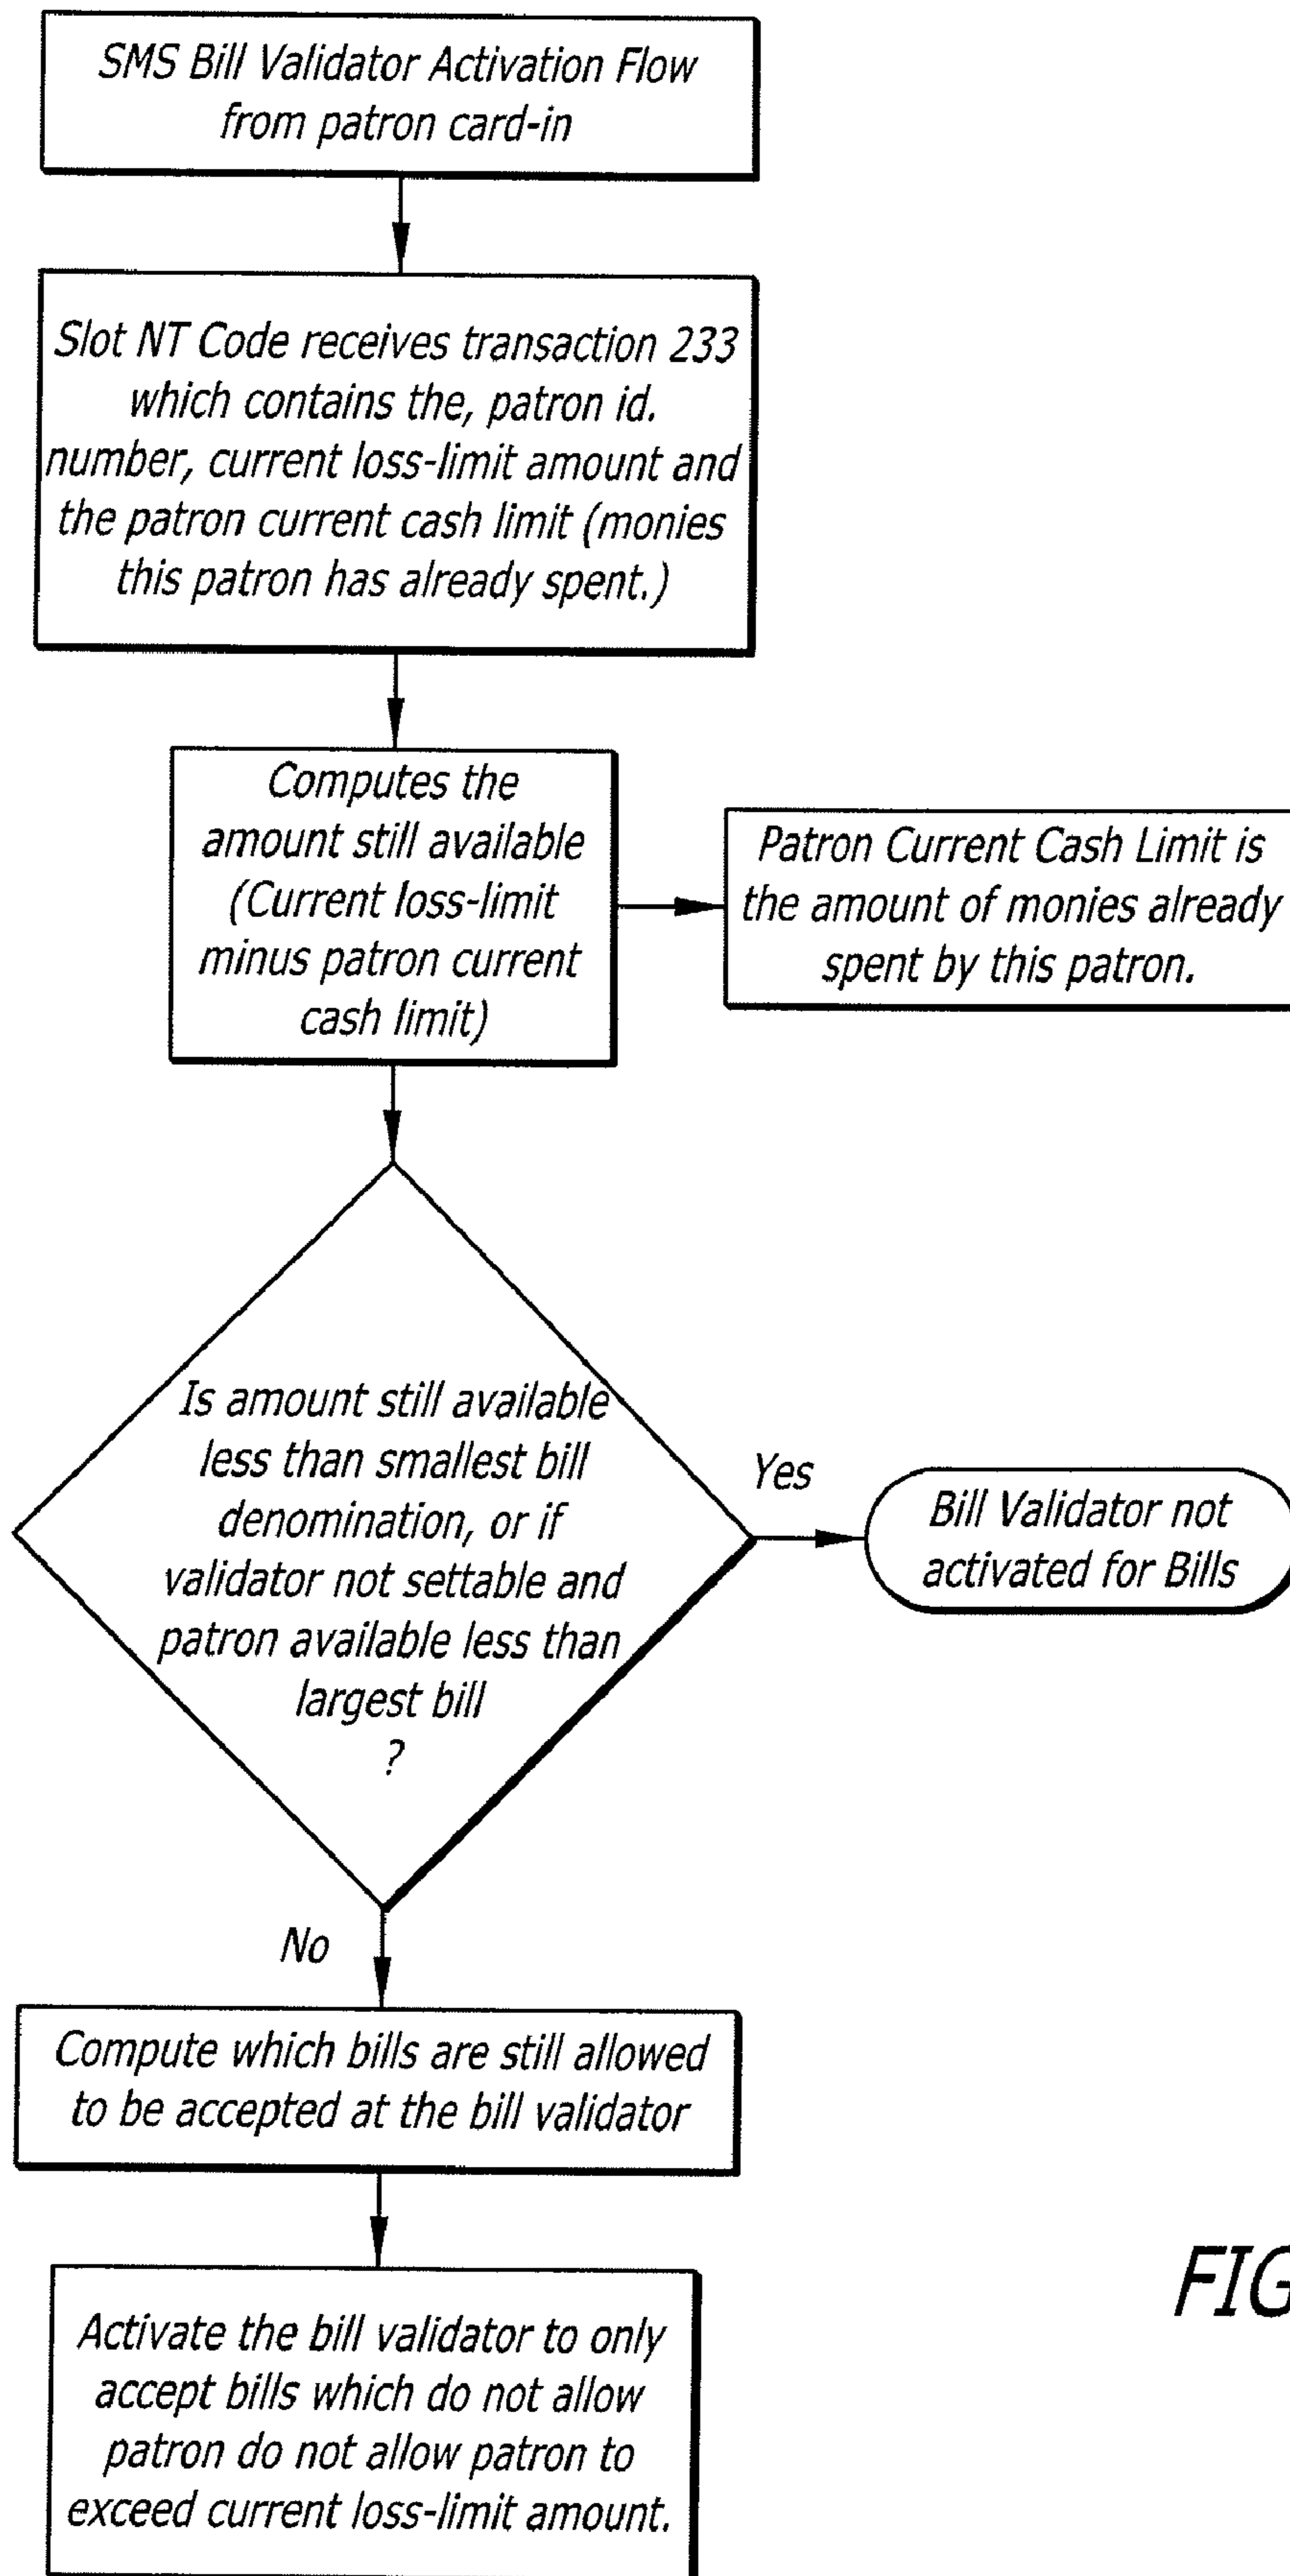 SMS Bill Validator Activation Flow
from patron card-in
Slot NT Code receives transaction 233
which contains the, patron id.
number, current loss-limit amount and
the patron current cash limit (monies
this patron has already spent.)
Computes the
amount still available
(Current loss-limit
minus patron current
cash limit)
Patron Current Cash Limit is
the amount of monies already
spent by this patron.
Is amount still available
less than smallest bill
denomination, or if
validator not settable and
patron available less than
largest bill
?
Yes
Bill Validator not
activated for Bills
No
Compute which bills are still allowed
to be accepted at the bill validator
Activate the bill validator to only
accept bills which do not allow
patron do not allow patron to
exceed current loss-limit amount.
FIG